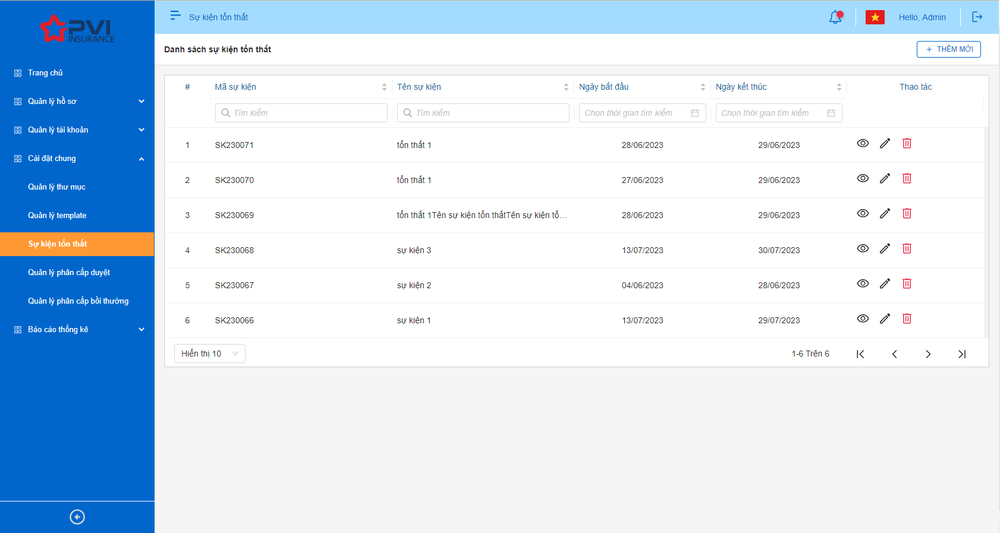 PVI
INSURANCE
Trang chủ
Quản lý hồ sơ
Quản lý tài khoản
Cài đặt chung
Quản lý thư mục
Quản lý template
Sự kiện tổn thất
Quản lý phân cấp duyệt
Quản lý phân cấp bồi thường
Báo cáo thống kê
Sự kiện tổn thất
Hello, Admin
Danh sách sự kiện tổn thất
THÊM MỚI
# Mã sự kiện Tên sự kiện Ngày bắt đầu Ngày kết thúc Thao tác
Tìm kiếm Tìm kiếm Chọn thời gian tìm kiếm Chọn thời gian tìm kiếm
1 SK230071 tổn thất 1 28/06/2023 29/06/2023
2 SK230070 tổn thất 1 27/06/2023 29/06/2023
3 SK230069 tổn thất 1Tên sự kiện tổn thấtTên sự kiện tổ... 28/06/2023 29/06/2023
4 SK230068 sự kiện 3 13/07/2023 30/07/2023
5 SK230067 sự kiện 2 04/06/2023 28/06/2023
6 SK230066 sự kiện 1 13/07/2023 29/07/2023
Hiển thị 10 1-6 Trên 6